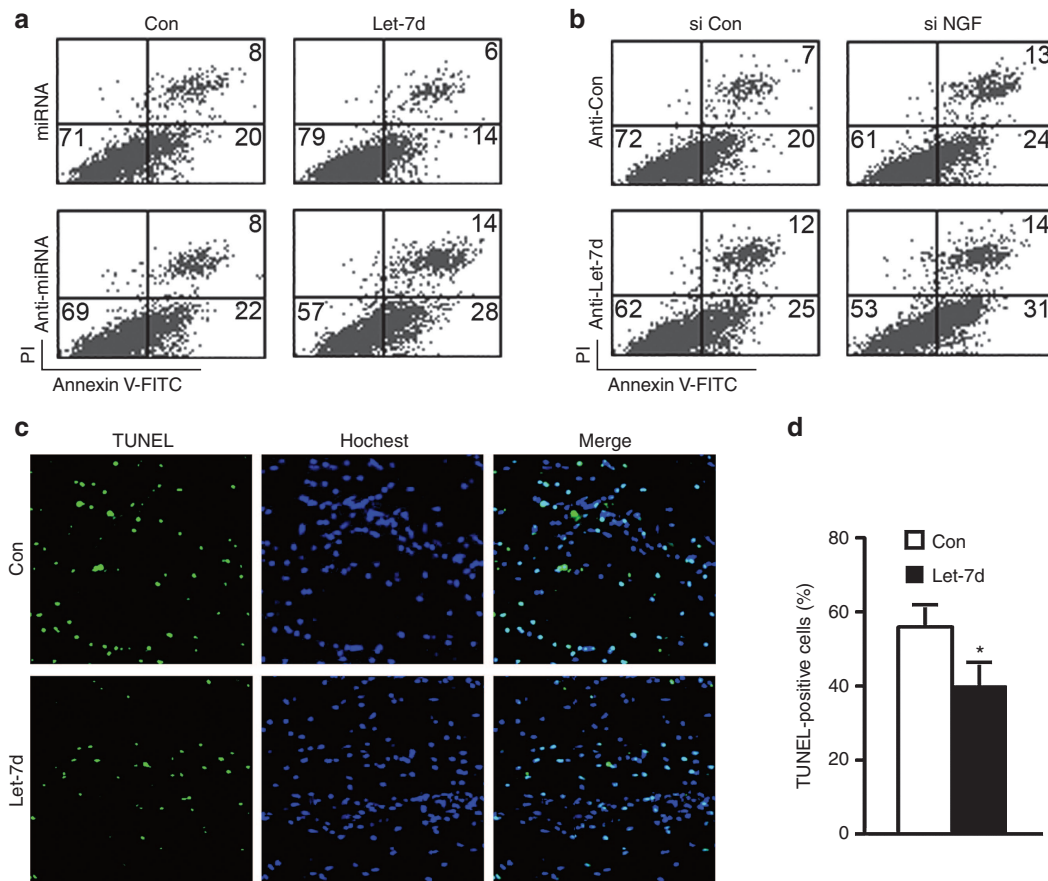 a
Con
Let-7d
miRNA
8
71
20
6
79
14
Anti-miRNA
8
69
22
14
57
28
PI
Annexin V-FITC
b
si Con
si NGF
Anti-Con
7
72
20
13
61
24
Anti-Let-7d
12
62
25
14
53
31
PI
Annexin V-FITC
c
TUNEL
Hochest
Merge
Con
Let-7d
d
Con
Let-7d
TUNEL-positive cells (%)
80
60
40
20
0
*